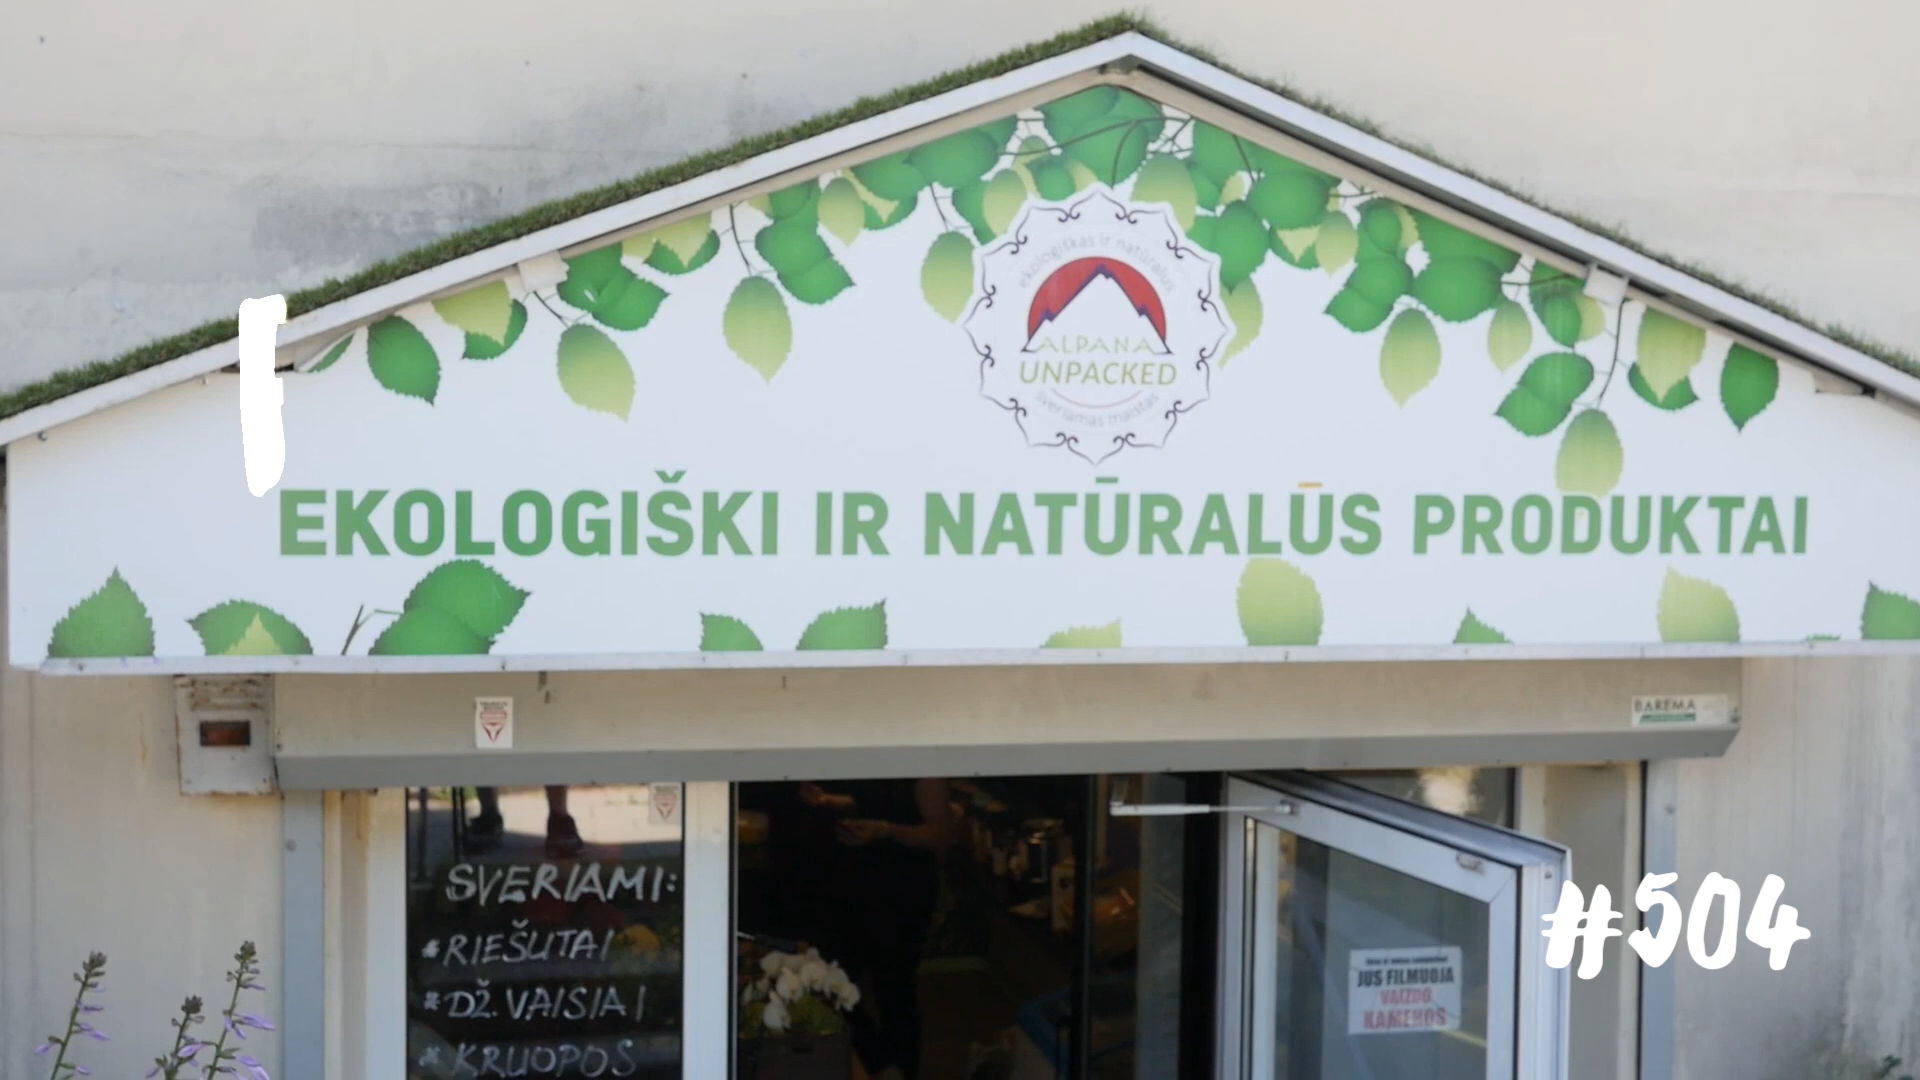 ekologiškas ir natūralus
ALPANA
UNPACKED
sveriamas maistas
EKOLOGIŠKI IR NATŪRALŪS PRODUKTAI
BAREMA
SVERIAMI:
*RIEŠUTAI
*DŽ. VAISIAI
*KRUOPOS
JUS FILMUOJA
VAIZDO
KAMEROS
#504